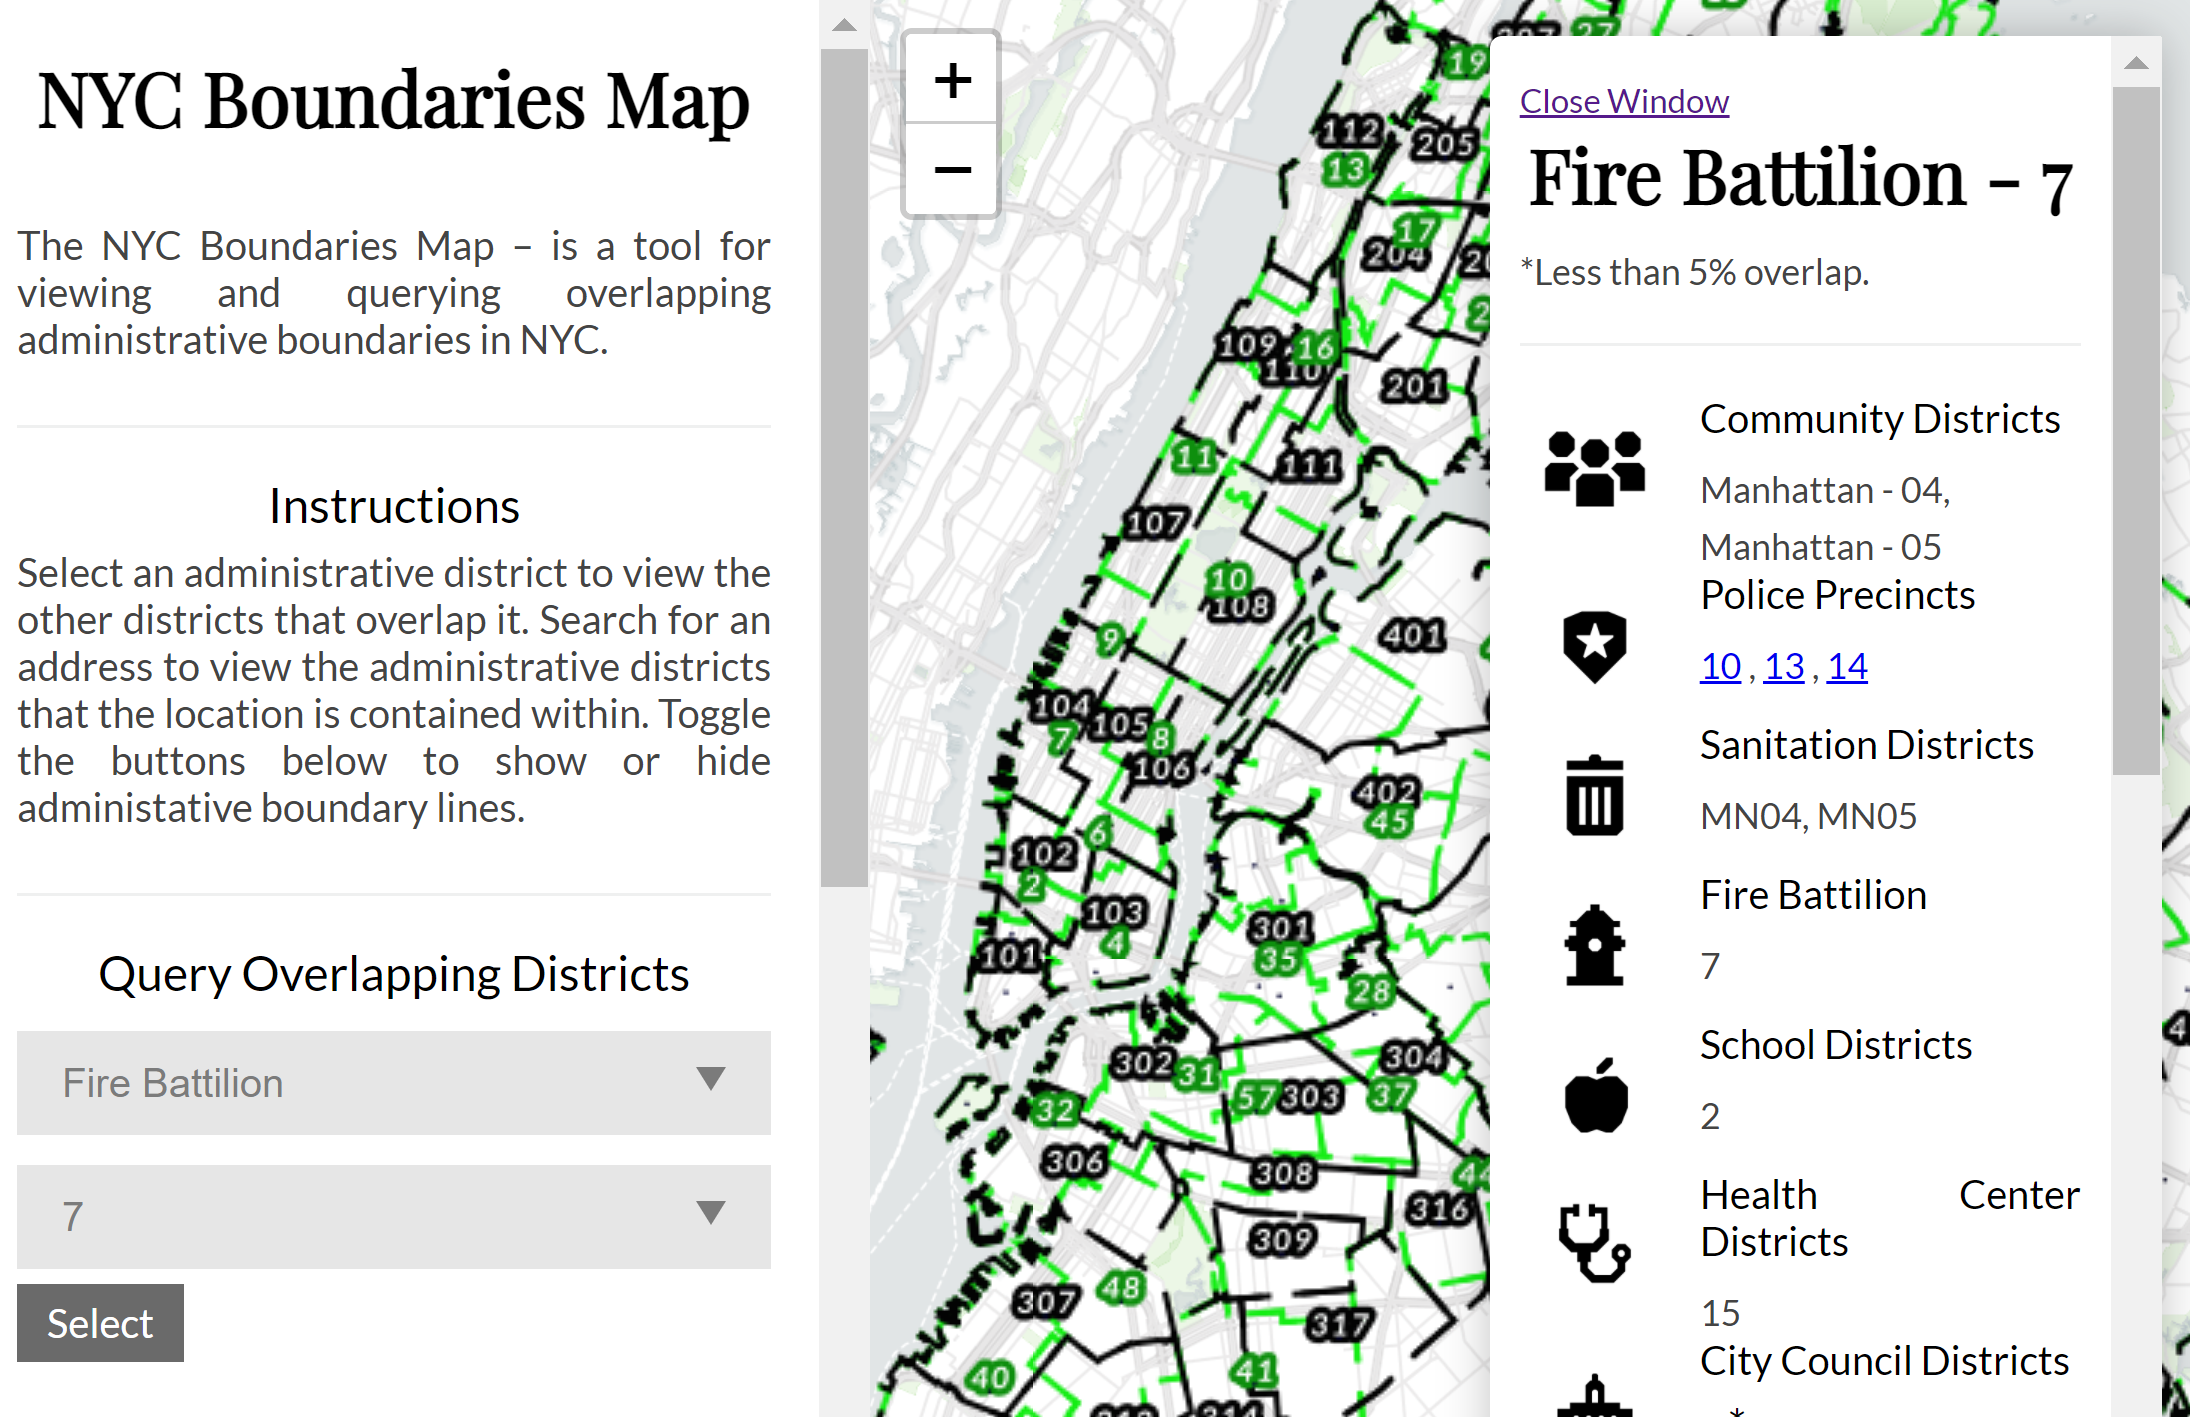 NYC Boundaries Map
The NYC Boundaries Map – is a tool for
viewing and querying overlapping
administrative boundaries in NYC.
Instructions
Select an administrative district to view the
other districts that overlap it. Search for an
address to view the administrative districts
that the location is contained within. Toggle
the buttons below to show or hide
administative boundary lines.
Query Overlapping Districts
Fire Battilion
7
Select
+
−
27
19
112
205
13
17
204
109
16
110
201
11
111
107
10
108
9
401
104
105
7
8
106
402
45
6
102
2
103
4
301
101
35
28
302
31
304
57
303
37
32
306
308
316
309
307
48
317
40
41
Close Window
Fire Battilion - 7
*Less than 5% overlap.
Community Districts
Manhattan - 04,
Manhattan - 05
Police Precincts
10 , 13 , 14
Sanitation Districts
MN04, MN05
Fire Battilion
7
School Districts
2
Health Center
Districts
15
City Council Districts
*